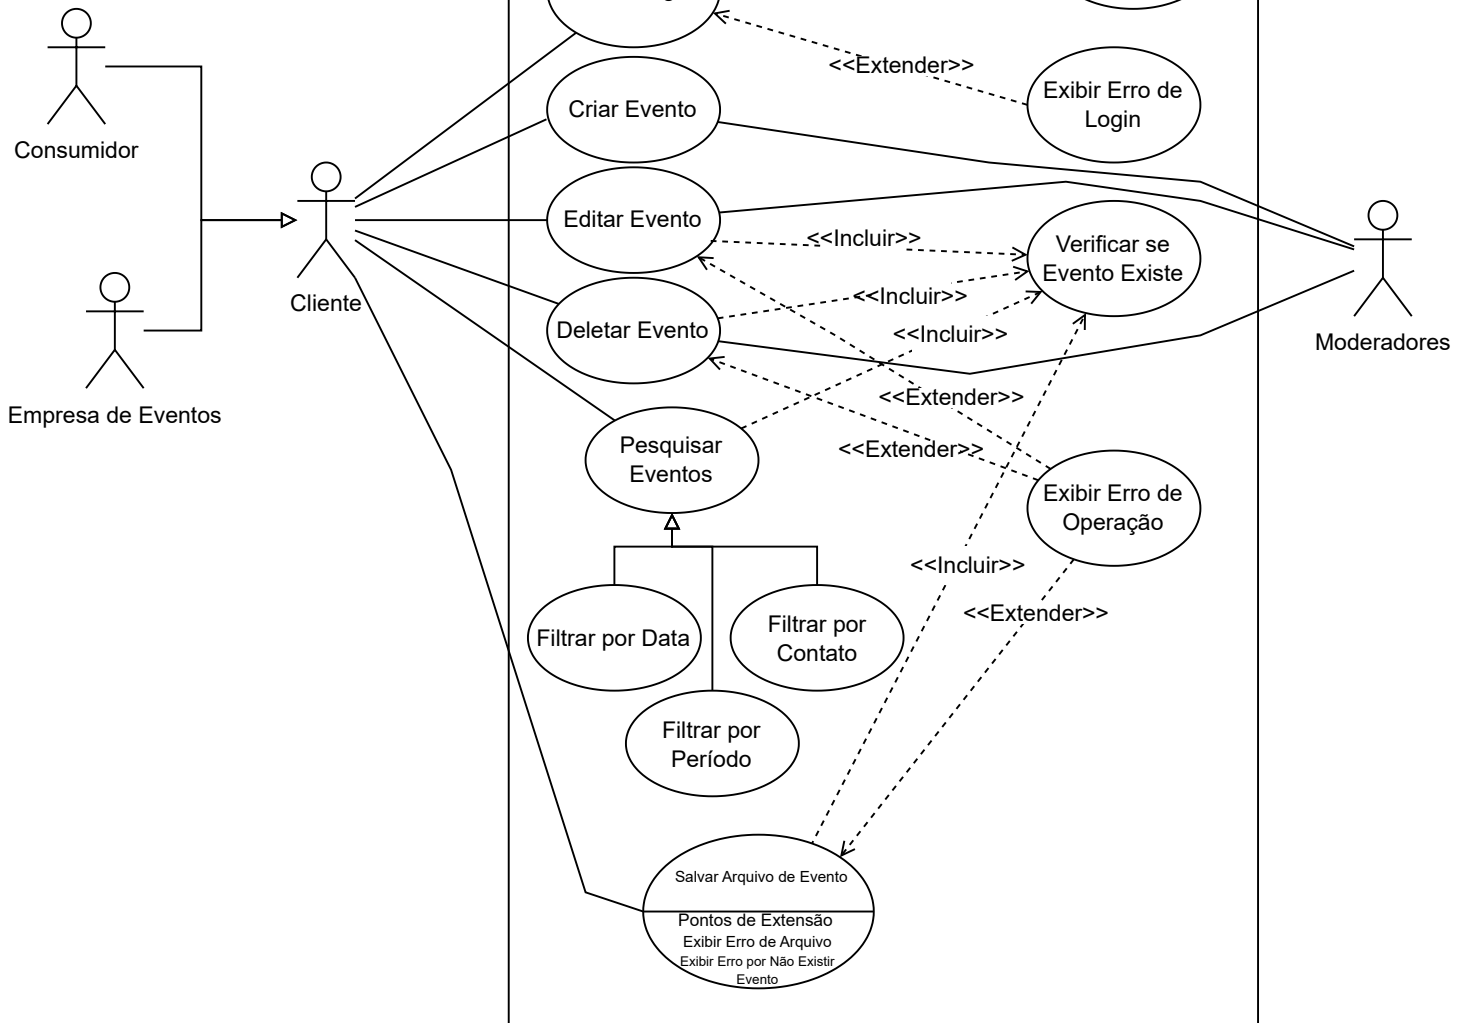 <<Extender>>
Exibir Erro de
Login
Criar Evento
Consumidor
Editar Evento
<<Incluir>>
Verificar se
Evento Existe
Cliente
<<Incluir>>
Deletar Evento
<<Incluir>>
Moderadores
Empresa de Eventos
<<Extender>>
Pesquisar
Eventos
<<Extender>>
Exibir Erro de
Operação
<<Incluir>>
<<Extender>>
Filtrar por Data
Filtrar por
Contato
Filtrar por
Período
Salvar Arquivo de Evento
Pontos de Extensão
Exibir Erro de Arquivo
Exibir Erro por Não Existir
Evento